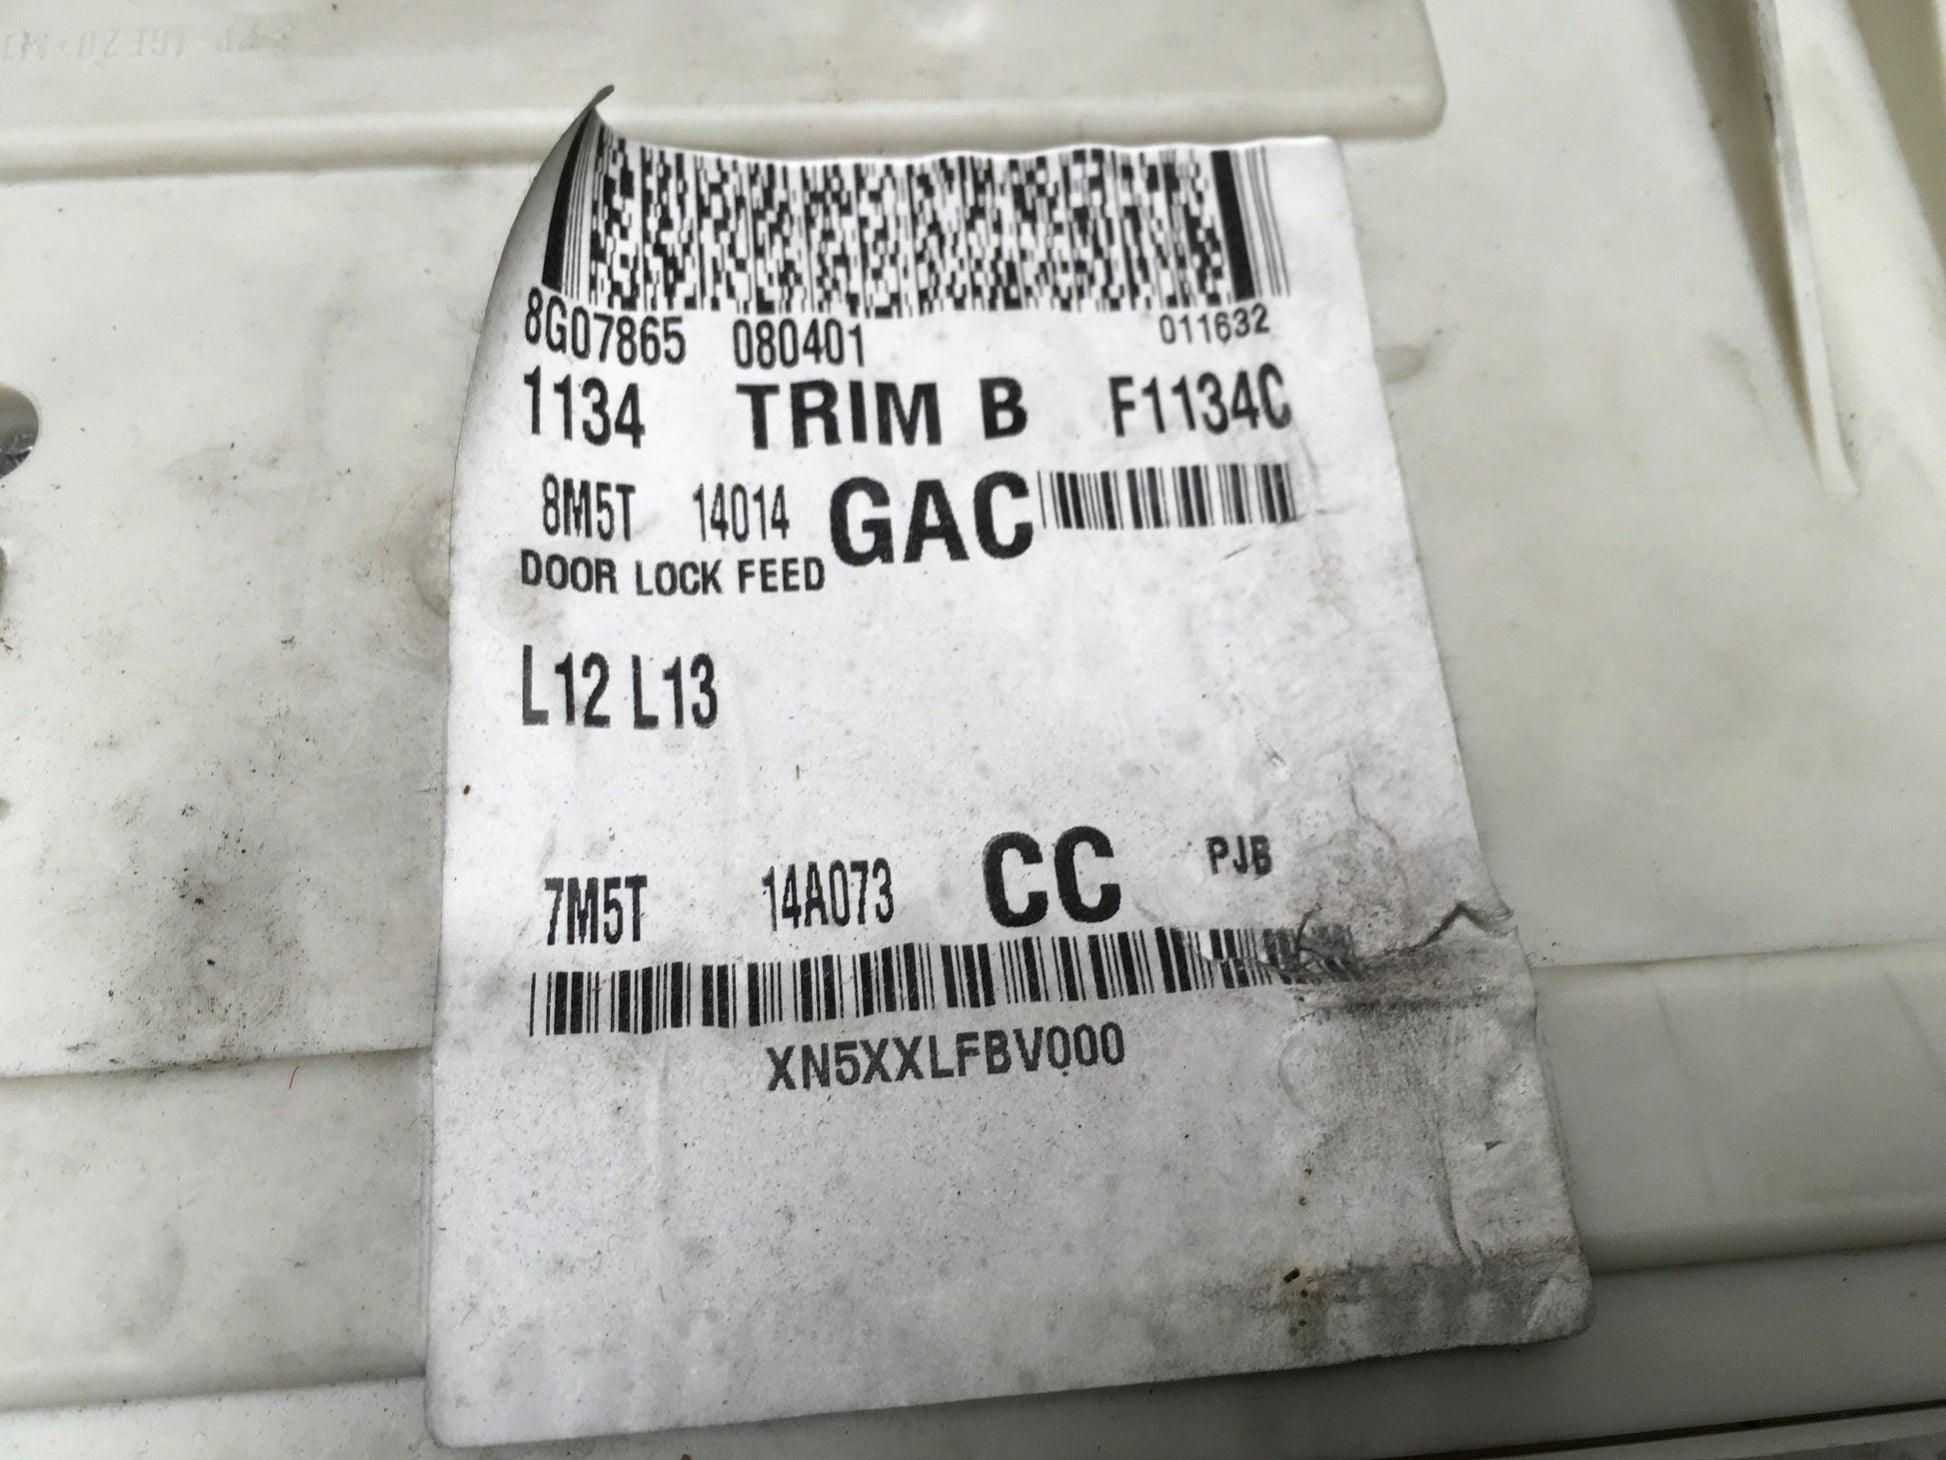 8G07865 080401 011632
1134 TRIM B F1134C
8M5T 14014 GAC
DOOR LOCK FEED
L12 L13
7M5T 14A073 CC PJB
XN5XXLFBV000